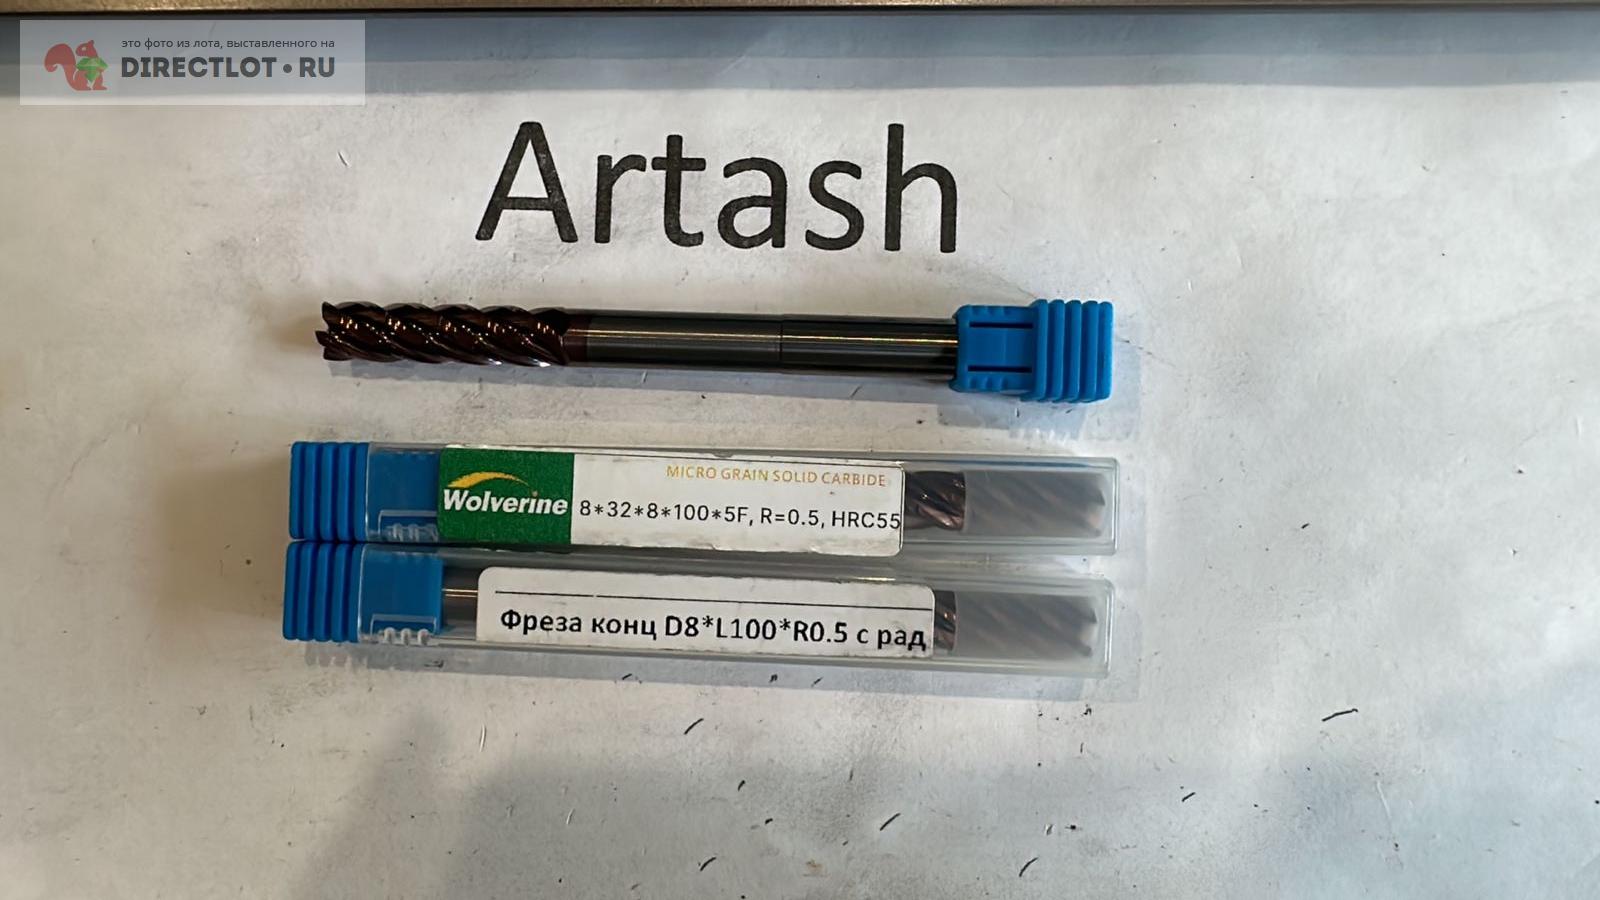 это фото из лота, выставленного на
DIRECTLOT•RU
Artash
MICRO GRAIN SOLID CARBIDE
Wolverine
8*32*8*100*5F, R=0.5, HRC55
Фреза конц D8*L100*R0.5 с рад